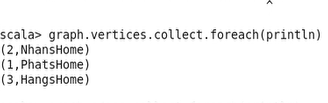 ^
scala> graph.vertices.collect.foreach(println)
(2,NhansHome)
(1,PhatsHome)
(3,HangsHome)